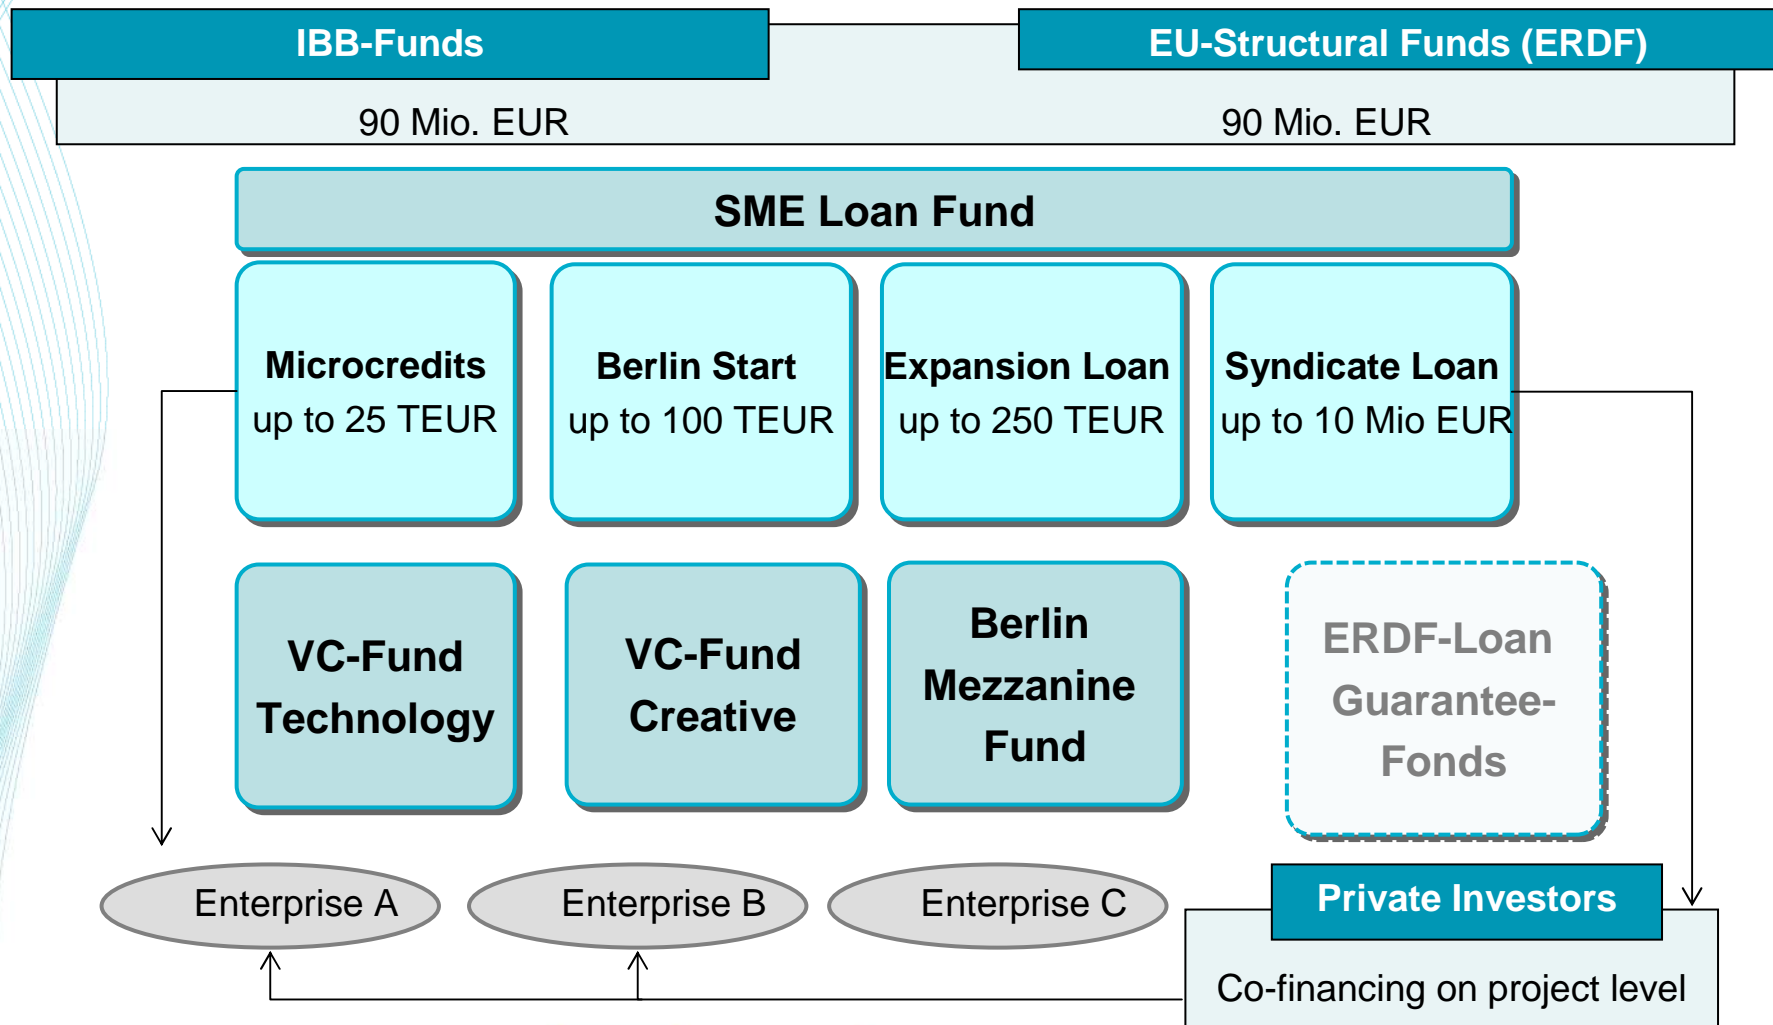 IBB-Funds
EU-Structural Funds (ERDF)
90 Mio. EUR
90 Mio. EUR
SME Loan Fund
Microcredits
up to 25 TEUR
Berlin Start
up to 100 TEUR
Expansion Loan
up to 250 TEUR
Syndicate Loan
up to 10 Mio EUR
VC-Fund
Technology
VC-Fund
Creative
Berlin
Mezzanine
Fund
ERDF-Loan
Guarantee-
Fonds
Enterprise A
Enterprise B
Enterprise C
Private Investors
Co-financing on project level